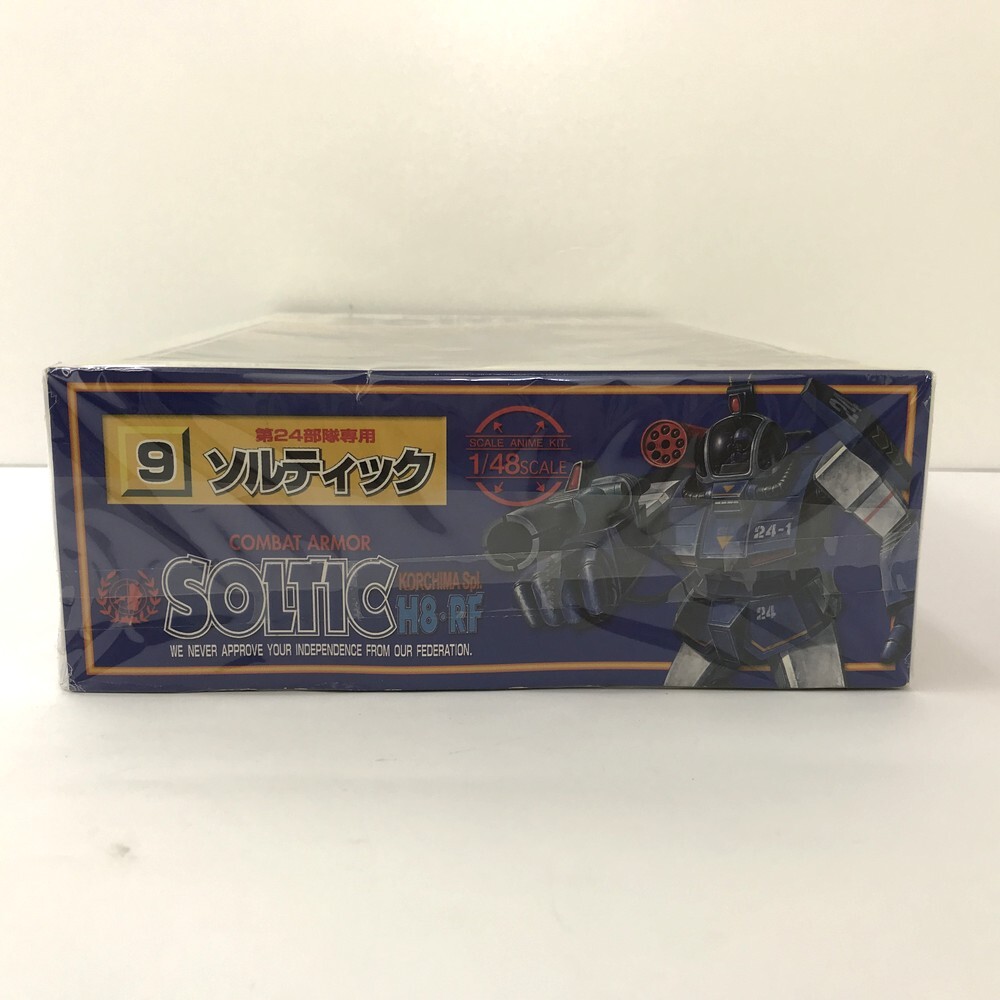 9
第24部隊専用
ソルティック
SCALE ANIME KIT
1/48SCALE
COMBAT ARMOR
SOLTIC
KORCHIMA Spl.
H8·RF
WE NEVER APPROVE YOUR INDEPENDENCE FROM OUR FEDERATION.
24-1
24